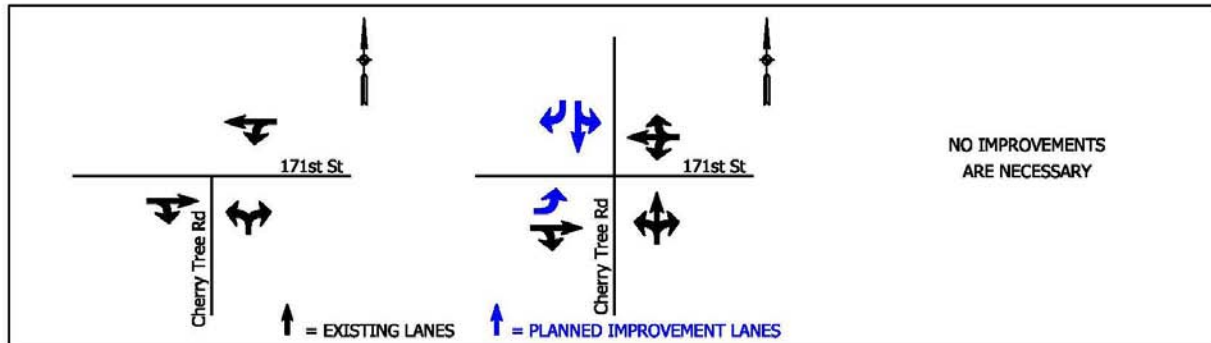 171st St
Cherry Tree Rd
= EXISTING LANES
171st St
Cherry Tree Rd
= PLANNED IMPROVEMENT LANES
NO IMPROVEMENTS
ARE NECESSARY